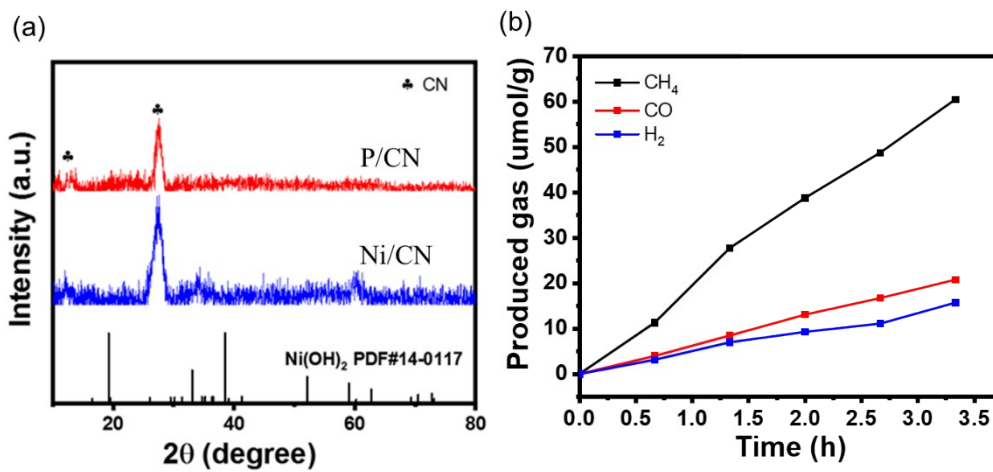 (a)
♣ CN
♣
♣
P/CN
Ni/CN
Ni(OH)₂ PDF#14-0117
Intensity (a.u.)
20 40 60 80
2θ (degree)
(b)
70
60
50
40
30
20
10
0
CH₄
CO
H₂
Produced gas (umol/g)
0.0 0.5 1.0 1.5 2.0 2.5 3.0 3.5
Time (h)